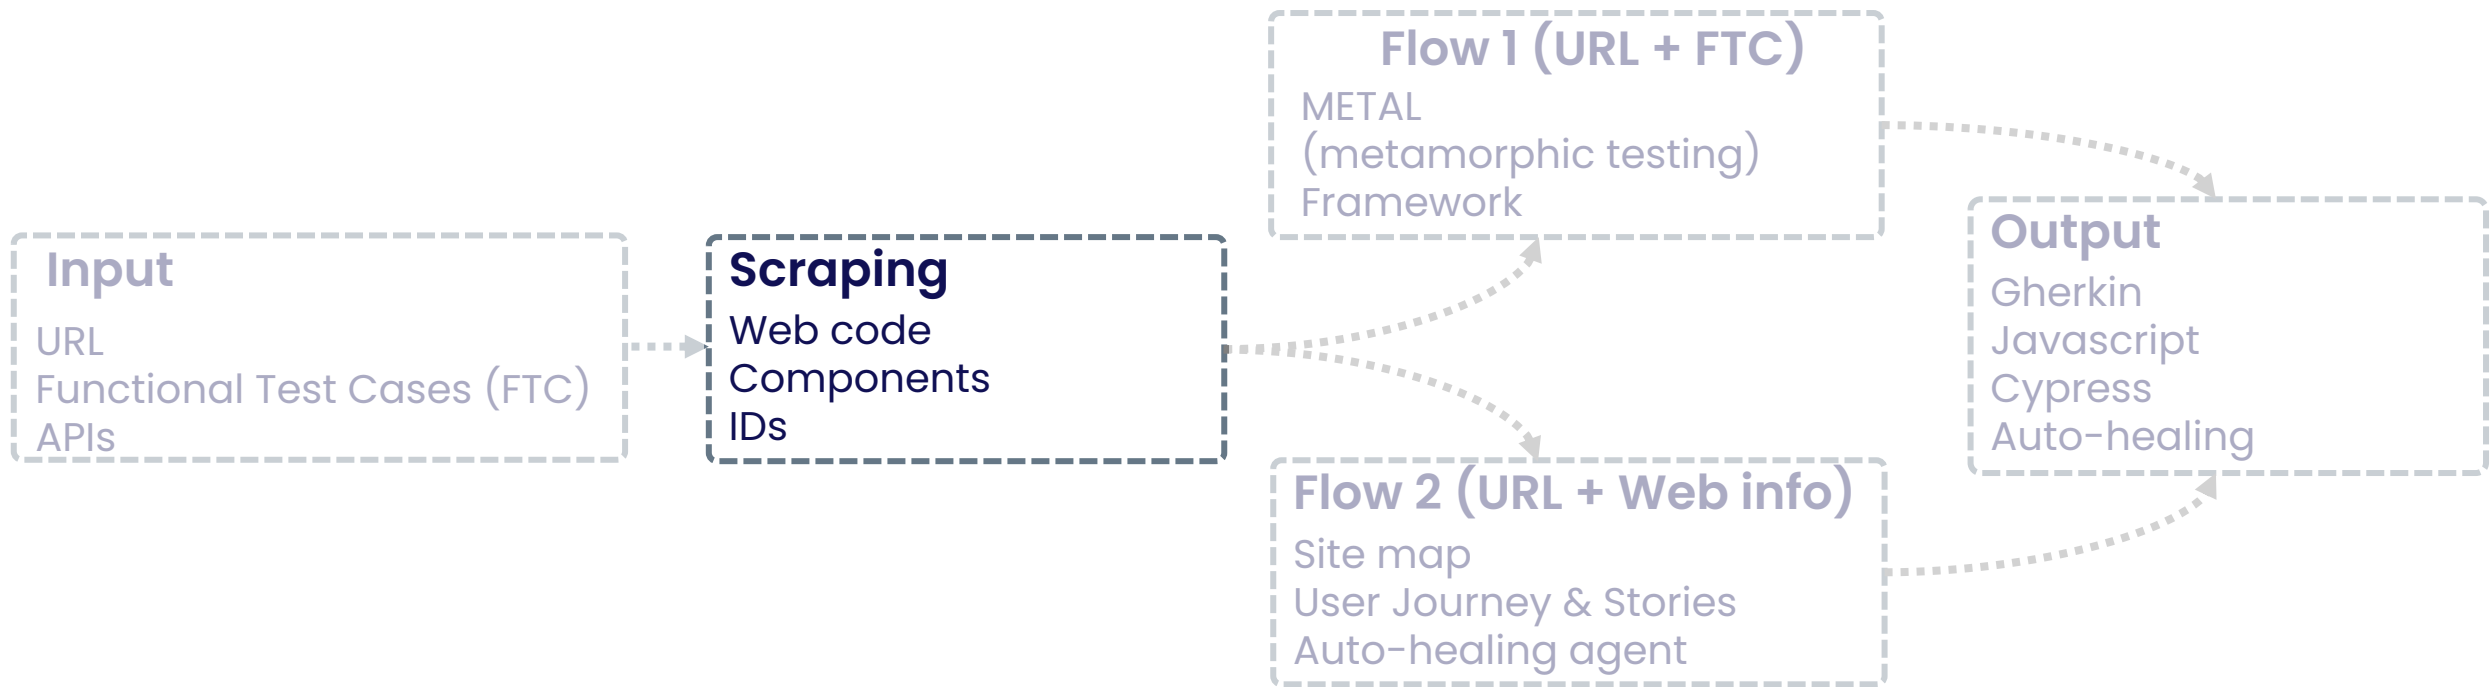 Input
URL
Functional Test Cases (FTC)
APIs
Scraping
Web code
Components
IDs
Flow 1 (URL + FTC)
METAL
(metamorphic testing)
Framework
Flow 2 (URL + Web info)
Site map
User Journey & Stories
Auto-healing agent
Output
Gherkin
Javascript
Cypress
Auto-healing